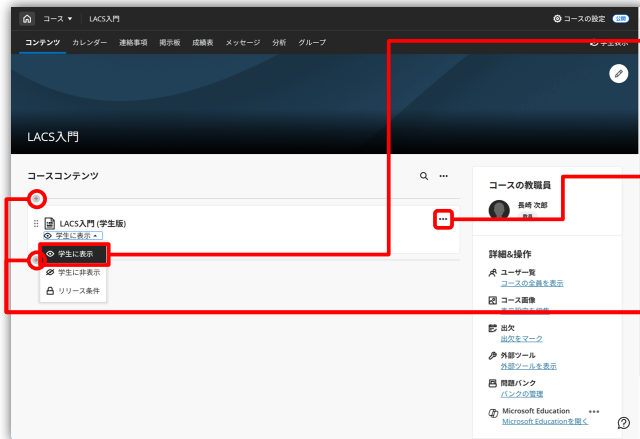 コース ▼ LACS入門 コースの設定 公開
コンテンツ カレンダー 連絡事項 掲示板 成績表 メッセージ 分析 グループ 学生表示
LACS入門
コースコンテンツ
LACS入門 (学生版)
学生に表示
学生に表示
学生に非表示
リリース条件
コースの教職員
長崎 次郎
教員
詳細&操作
ユーザ一覧
コースの全員を表示
コース画像
出欠
出欠をマーク
外部ツール
外部ツールを表示
問題バンク
バンクの管理
Microsoft Education
Microsoft Educationを開く